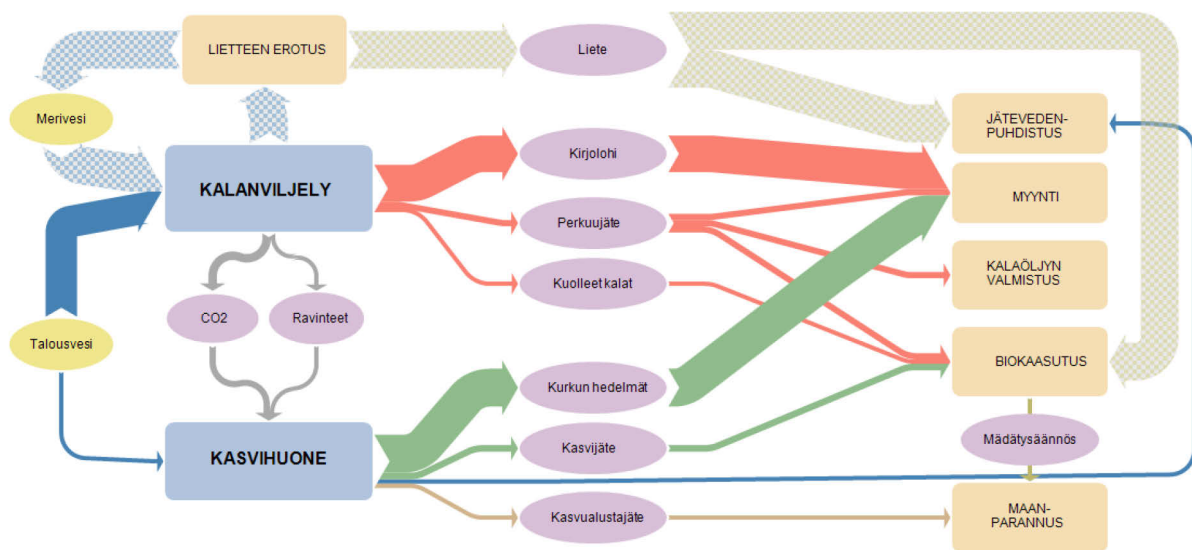 LIETTEEN EROTUS
Liete
Merivesi
JÄTEVEDEN-
PUHDISTUS
Kirjolohi
KALANVILJELY
MYYNTI
Perkuujäte
KALAÖLJYN
VALMISTUS
Kuolleet kalat
CO2
Ravinteet
Talousvesi
BIOKAASUTUS
Kurkun hedelmät
Kasvijäte
Mädätysäännös
KASVIHUONE
Kasvualustajäte
MAAN-
PARANNUS